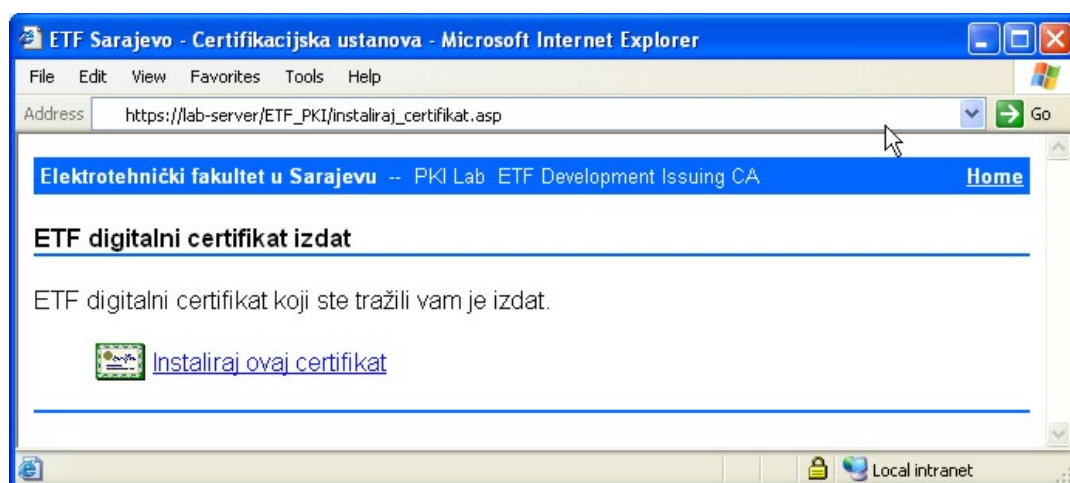 ETF Sarajevo - Certifikacijska ustanova - Microsoft Internet Explorer
File Edit View Favorites Tools Help
Address https://lab-server/ETF_PKI/instaliraj_certifikat.asp Go
Elektrotehnički fakultet u Sarajevu -- PKI Lab ETF Development Issuing CA Home
ETF digitalni certifikat izdat
ETF digitalni certifikat koji ste tražili vam je izdat.
Instaliraj ovaj certifikat
Local intranet